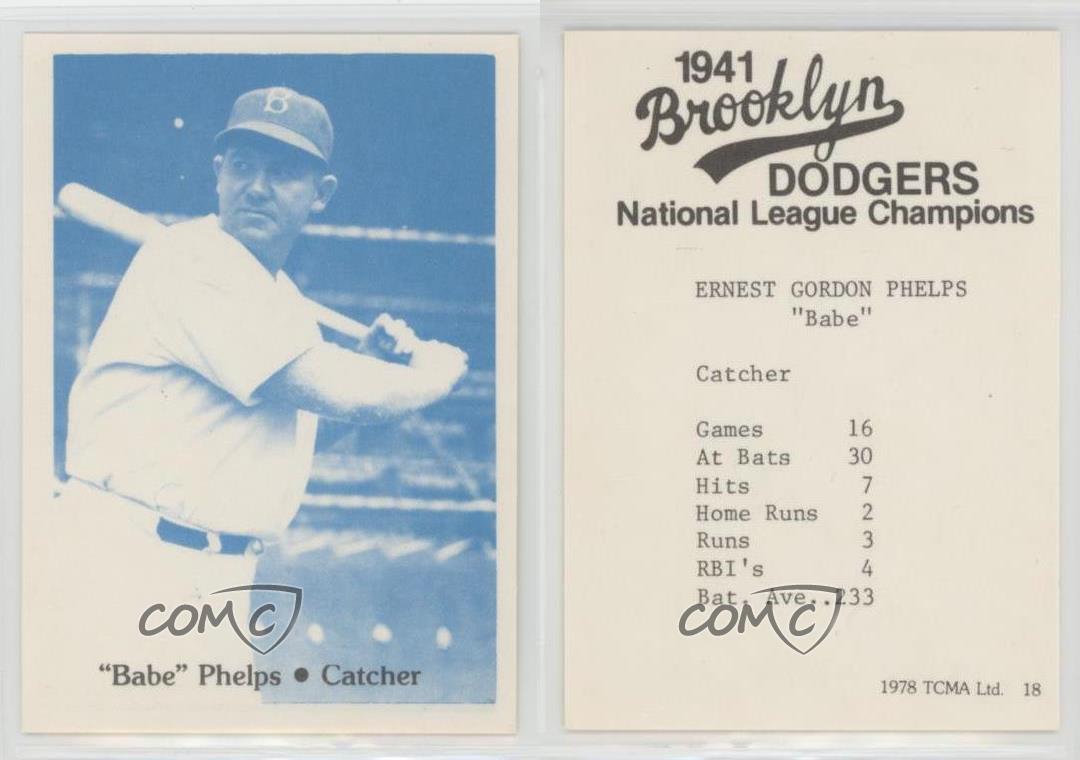 B
COMC
“Babe” Phelps ● Catcher
1941
Brooklyn
DODGERS
National League Champions
ERNEST GORDON PHELPS
"Babe"
Catcher
Games 16
At Bats 30
Hits 7
Home Runs 2
Runs 3
RBI's 4
Bat. Ave..233
COMC
1978 TCMA Ltd. 18